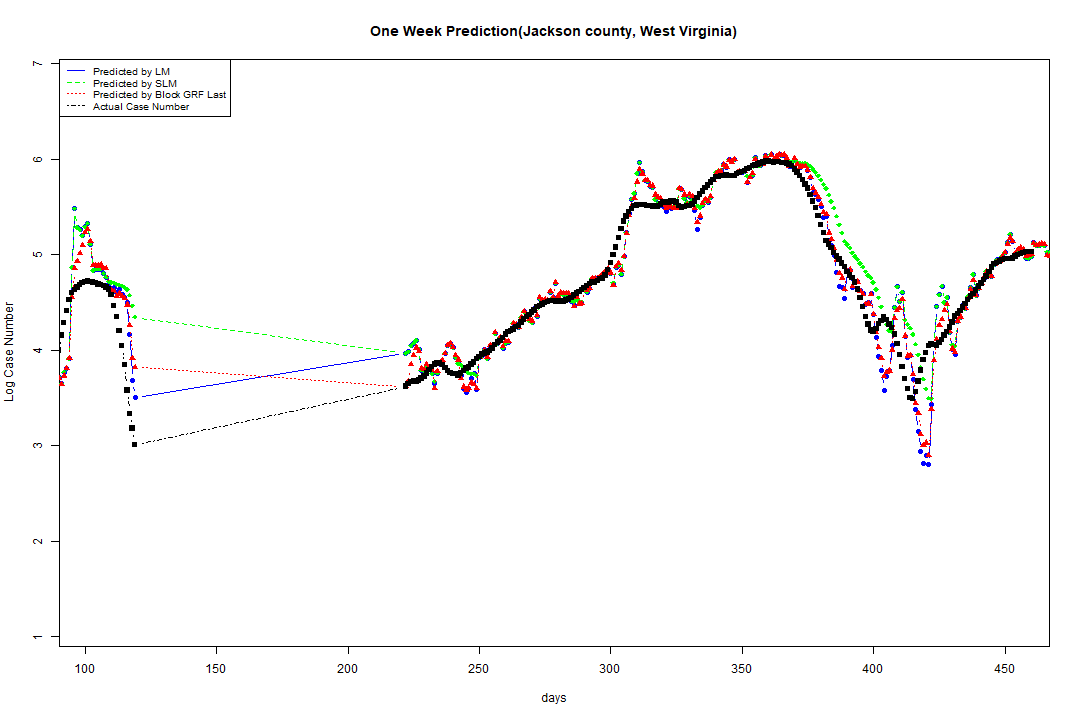 One Week Prediction(Jackson county, West Virginia)
Predicted by LM
Predicted by SLM
Predicted by Block GRF Last
Actual Case Number
7
6
5
4
3
2
1
Log Case Number
100 150 200 250 300 350 400 450
days